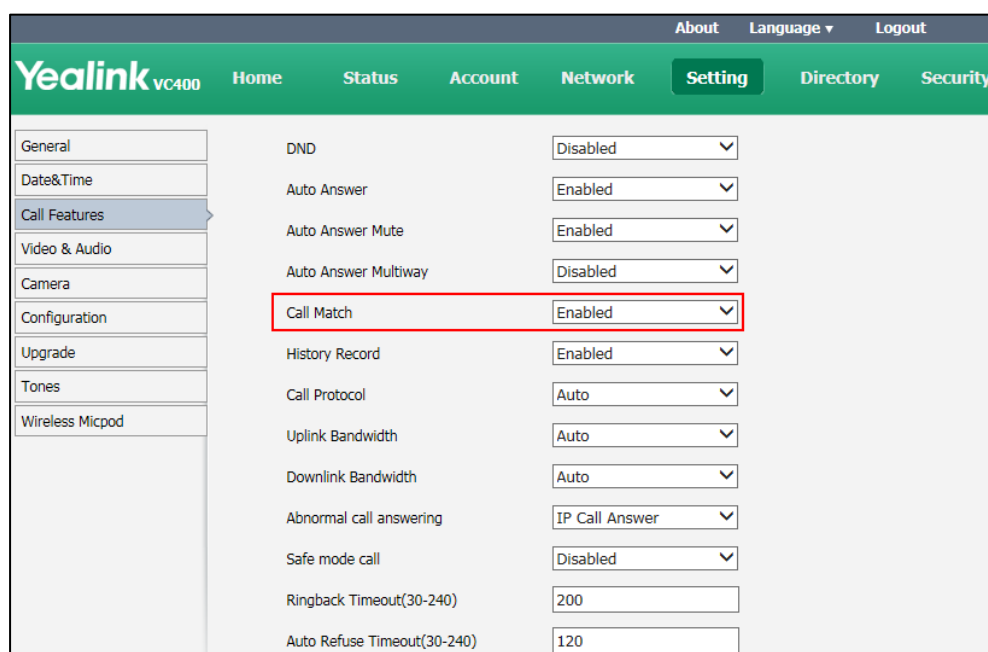 About Language ▾ Logout
Yealink VC400 Home Status Account Network Setting Directory Security
General
Date&Time
Call Features
Video & Audio
Camera
Configuration
Upgrade
Tones
Wireless Micpod
DND Disabled
Auto Answer Enabled
Auto Answer Mute Enabled
Auto Answer Multiway Disabled
Call Match Enabled
History Record Enabled
Call Protocol Auto
Uplink Bandwidth Auto
Downlink Bandwidth Auto
Abnormal call answering IP Call Answer
Safe mode call Disabled
Ringback Timeout(30-240) 200
Auto Refuse Timeout(30-240) 120